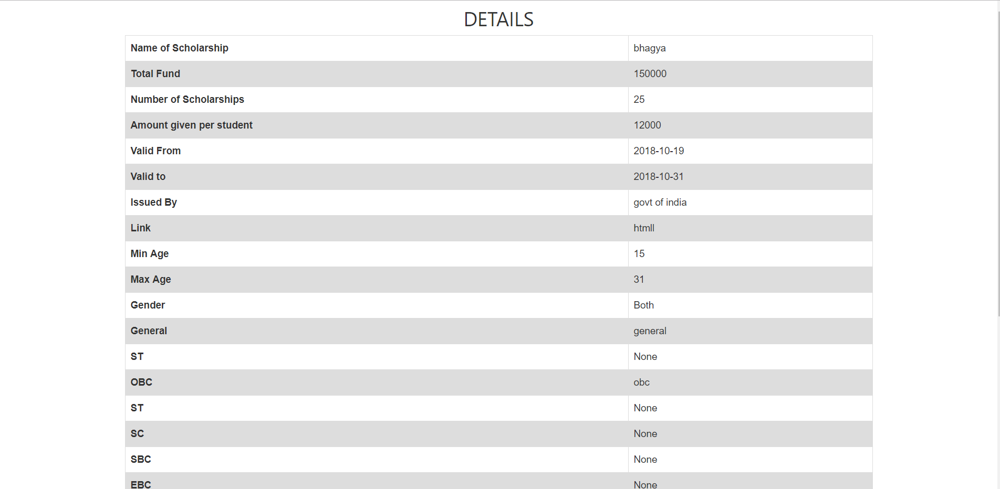 DETAILS
Name of Scholarship bhagya
Total Fund 150000
Number of Scholarships 25
Amount given per student 12000
Valid From 2018-10-19
Valid to 2018-10-31
Issued By govt of india
Link htmll
Min Age 15
Max Age 31
Gender Both
General general
ST None
OBC obc
ST None
SC None
SBC None
EBC None